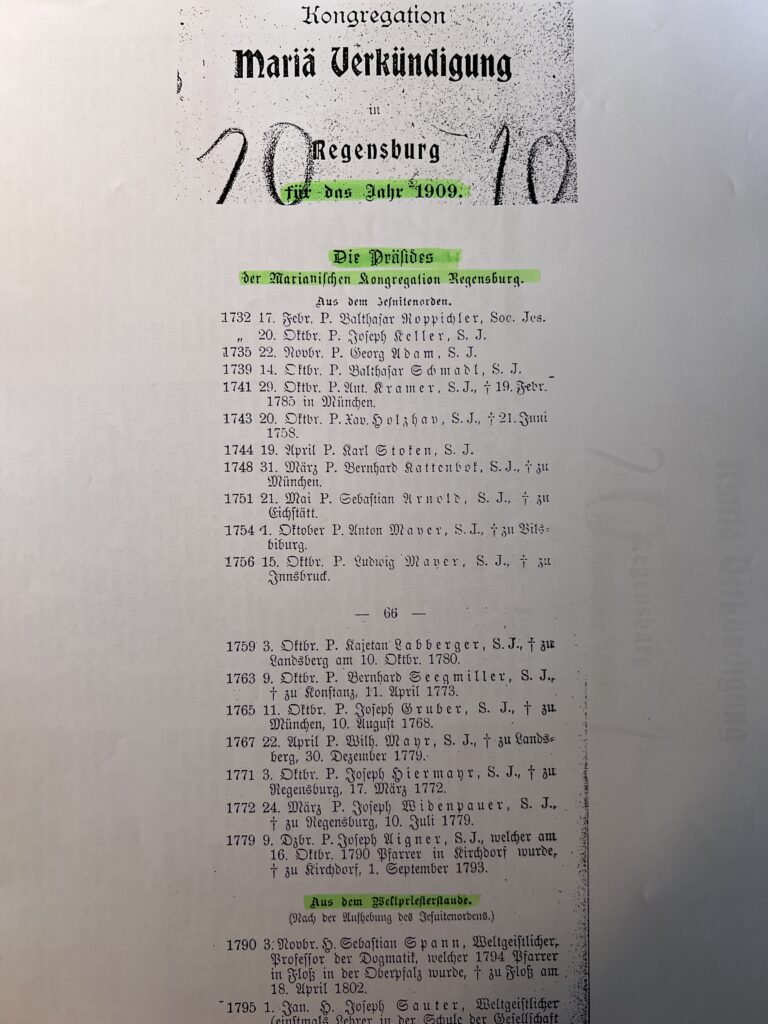 Kongregation
Mariä Verkündigung
in
Regensburg
10 10
für das Jahr 1909.
Die Präsides
der Marianischen Kongregation Regensburg.
Aus dem Jesuitenorden.
1732 17. Febr. P. Balthasar Roppichler, Soc. Jes.
„ 20. Oktbr. P. Joseph Keller, S. J.
1735 22. Novbr. P. Georg Adam, S. J.
1739 14. Oktbr. P. Balthasar Schmadl, S. J.
1741 29. Oktbr. P. Ant. Kramer, S. J., † 19. Febr.
1785 in München.
1743 20. Oktbr. P. Xav. Holzhav, S. J., † 21. Juni
1758.
1744 19. April P. Karl Stoken, S. J.
1748 31. März P. Bernhard Kattenbok, S. J., † zu
München.
1751 21. Mai P. Sebastian Arnold, S. J., † zu
Eichstätt.
1754 1. Oktober P. Anton Mayer, S. J., † zu Vils-
biburg.
1756 15. Oktbr. P. Ludwig Mayer, S. J., † zu
Innsbruck.
— 66 —
1759 3. Oktbr. P. Kajetan Labberger, S. J., † zu
Landsberg am 10. Oktbr. 1780.
1763 9. Oktbr. P. Bernhard Seegmiller, S. J.,
† zu Konstanz, 11. April 1773.
1765 11. Oktbr. P. Joseph Gruber, S. J., † zu
München, 10. August 1768.
1767 22. April P. Wilh. Mayr, S. J., † zu Lands-
berg, 30. Dezember 1779.
1771 3. Oktbr. P. Joseph Hiermayr, S. J., † zu
Regensburg, 17. März 1772.
1772 24. März P. Joseph Widenpauer, S. J.,
† zu Regensburg, 10. Juli 1779.
1779 9. Dzbr. P. Joseph Aigner, S. J., welcher am
16. Oktbr. 1790 Pfarrer in Kirchdorf wurde,
† zu Kirchdorf, 1. September 1793.
Aus dem Weltpriesterstande.
(Nach der Aufhebung des Jesuitenordens.)
1790 3. Novbr. H. Sebastian Spann, Weltgeistlicher,
Professor der Dogmatik, welcher 1794 Pfarrer
in Floß in der Oberpfalz wurde, † zu Floß am
18. April 1802.
1795 1. Jan. H. Joseph Sauter, Weltgeistlicher
(einstmals Lehrer in der Schule der Gesellschaft